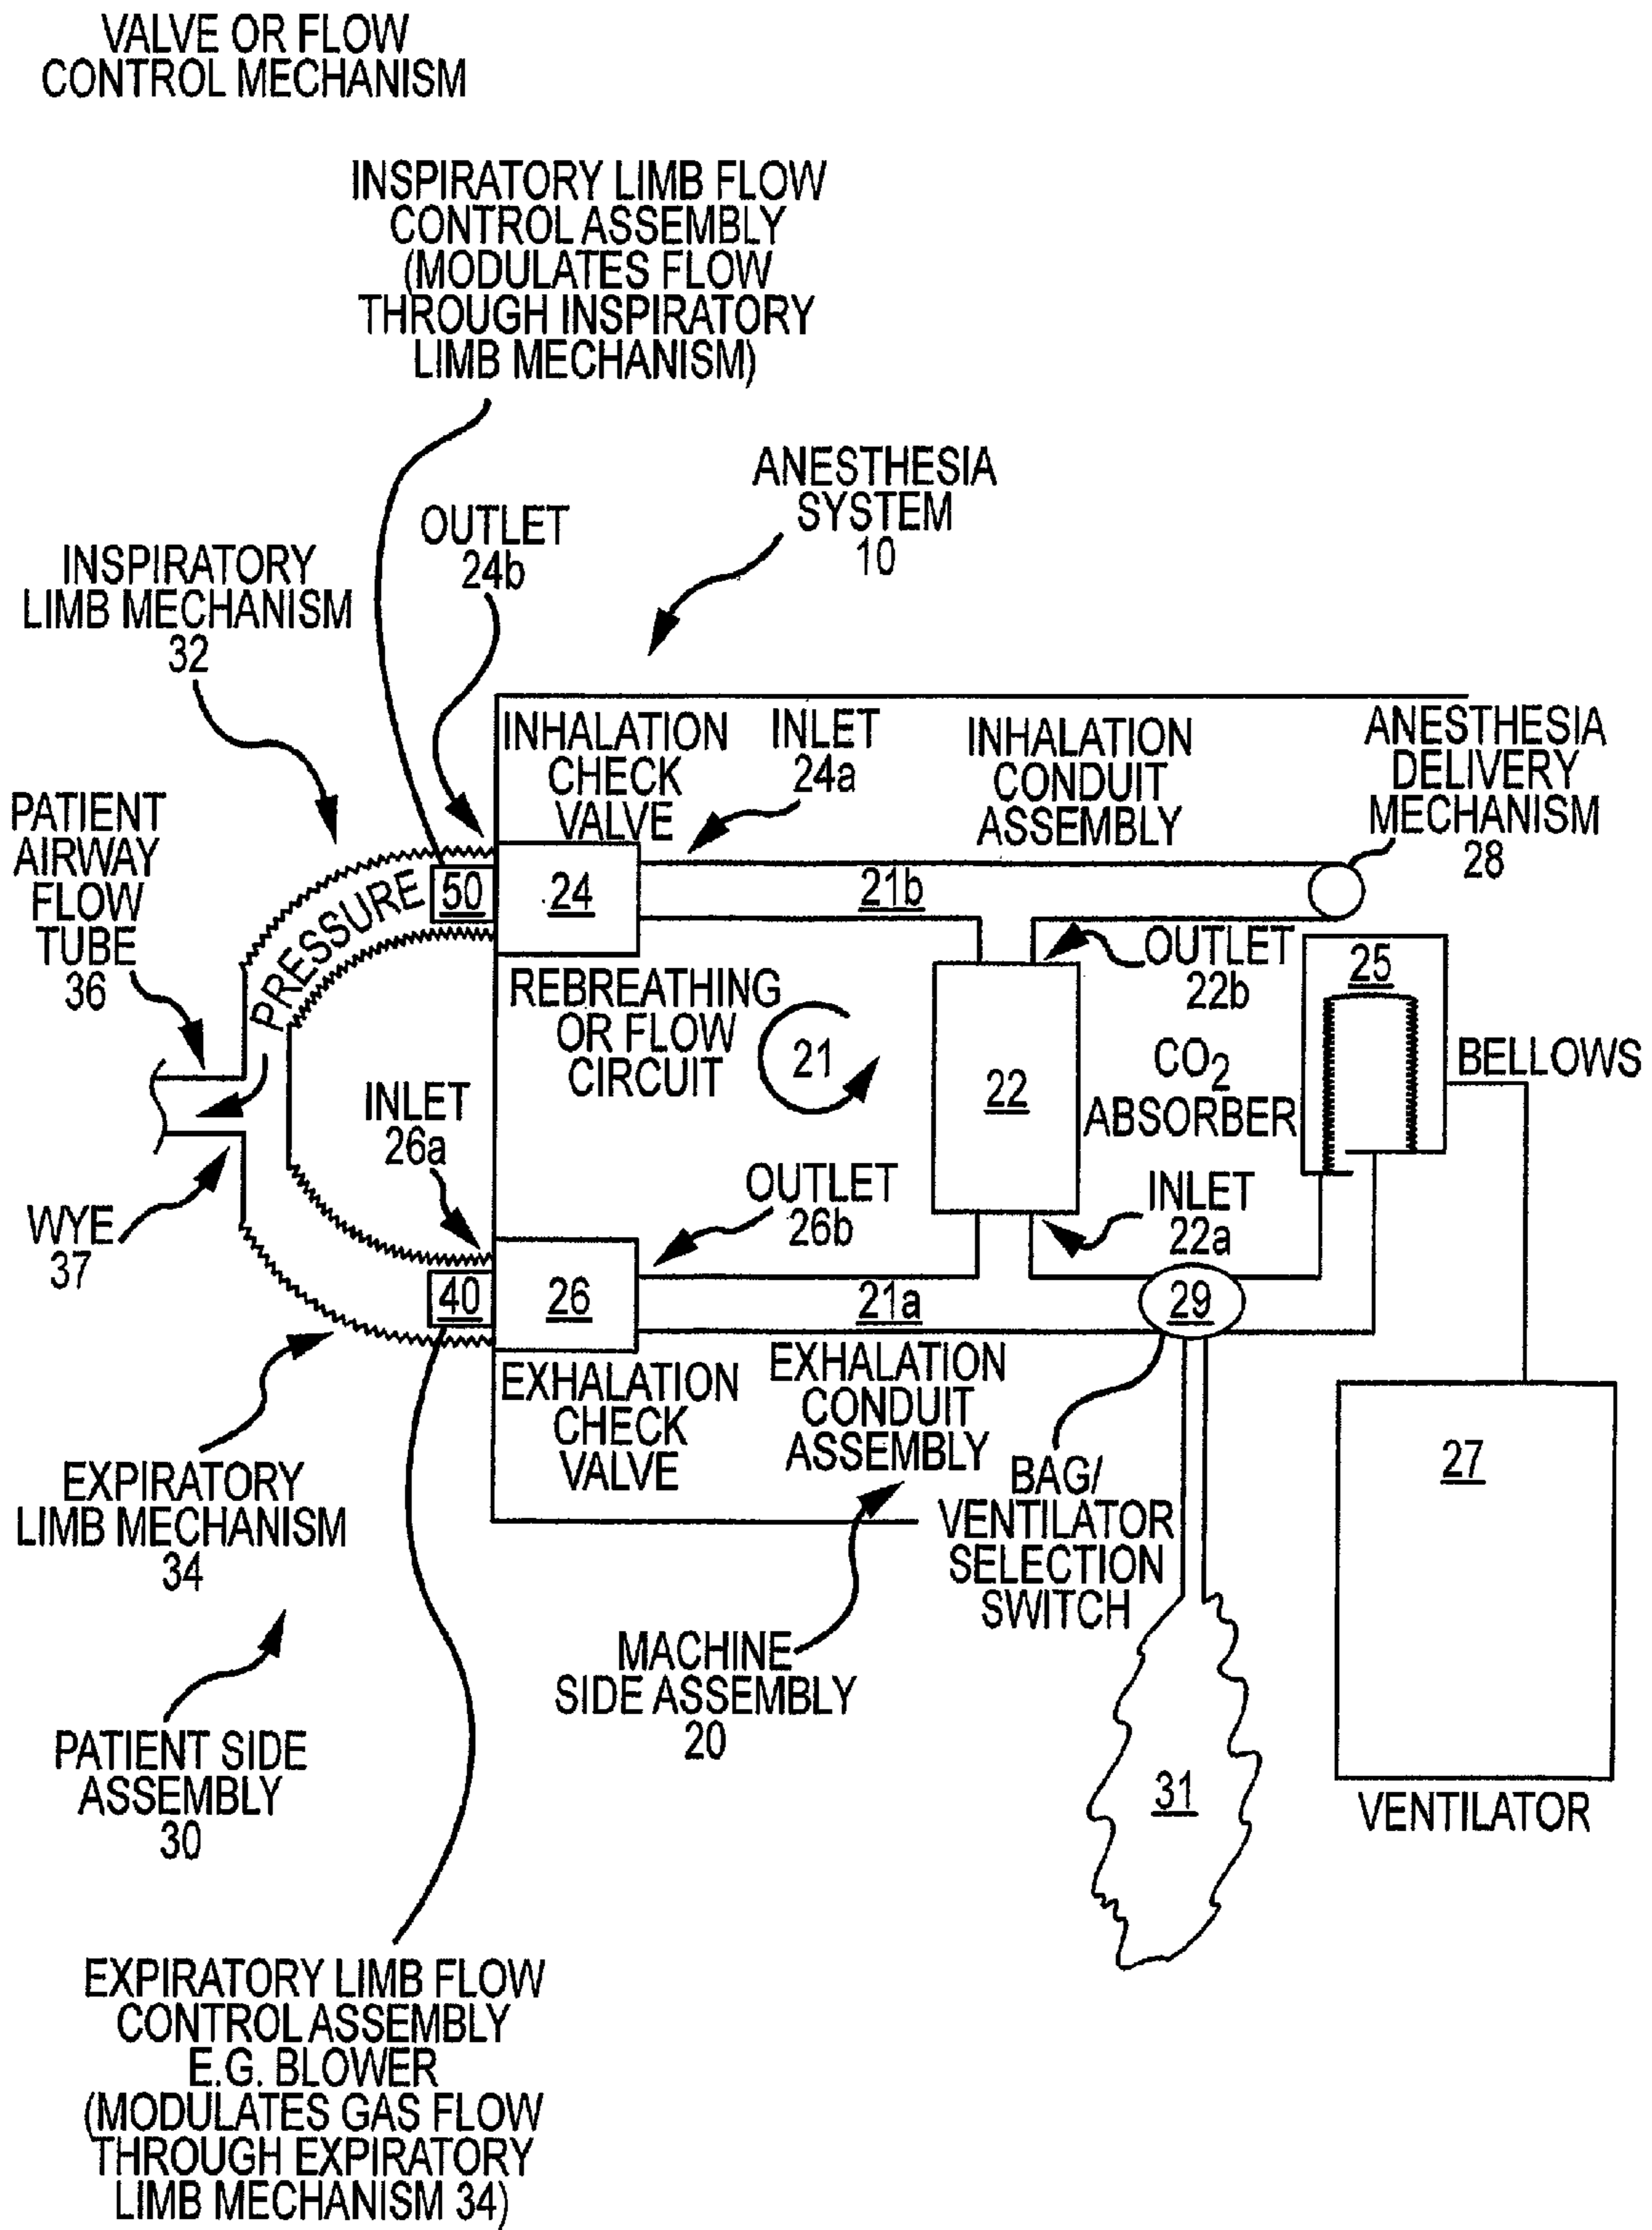 VALVE OR FLOW
CONTROL MECHANISM
INSPIRATORY LIMB FLOW
CONTROL ASSEMBLY
(MODULATES FLOW
THROUGH INSPIRATORY
LIMB MECHANISM)
ANESTHESIA
SYSTEM
10
OUTLET
24b
INSPIRATORY
LIMB MECHANISM
32
INHALATION
CHECK
VALVE
INLET
24a
INHALATION
CONDUIT
ASSEMBLY
ANESTHESIA
DELIVERY
MECHANISM
28
PATIENT
AIRWAY
FLOW
TUBE
36
PRESSURE
50
24
21b
OUTLET
22b
25
REBREATHING
OR FLOW
CIRCUIT
21
22
CO2
ABSORBER
BELLOWS
INLET
26a
OUTLET
26b
INLET
22a
WYE
37
40
26
21a
29
EXHALATION
CHECK
VALVE
EXHALATION
CONDUIT
ASSEMBLY
BAG/
VENTILATOR
SELECTION
SWITCH
27
EXPIRATORY
LIMB MECHANISM
34
MACHINE
SIDE ASSEMBLY
20
PATIENT SIDE
ASSEMBLY
30
31
VENTILATOR
EXPIRATORY LIMB FLOW
CONTROL ASSEMBLY
E.G. BLOWER
(MODULATES GAS FLOW
THROUGH EXPIRATORY
LIMB MECHANISM 34)